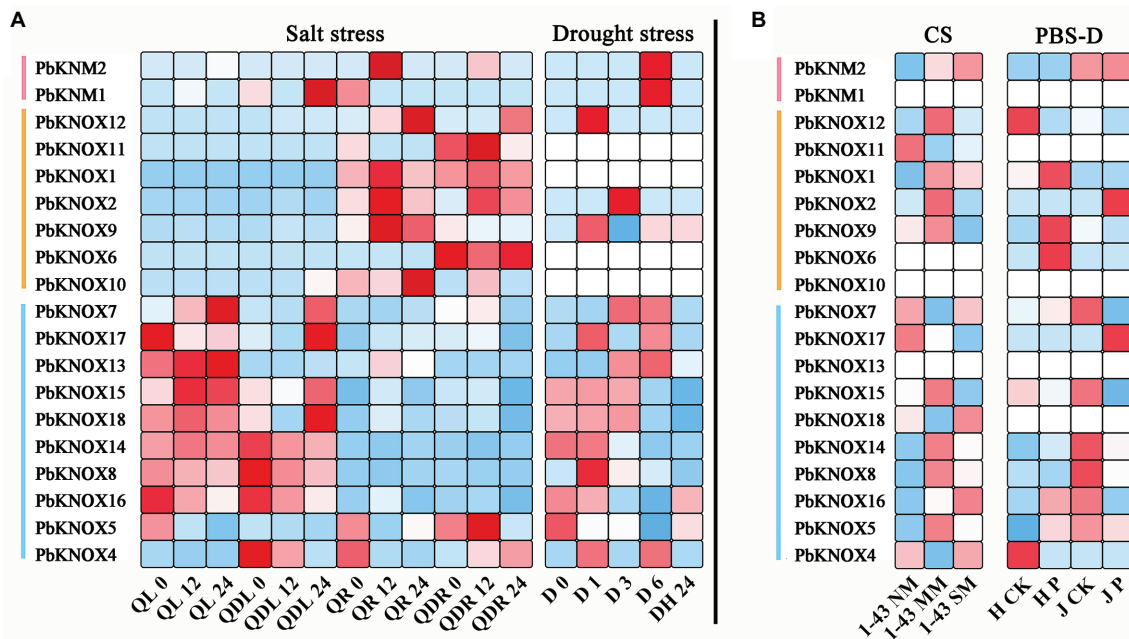 A
B
Salt stress
Drought stress
CS
PBS-D
PbKNM2
PbKNM1
PbKNOX12
PbKNOX11
PbKNOX1
PbKNOX2
PbKNOX9
PbKNOX6
PbKNOX10
PbKNOX7
PbKNOX17
PbKNOX13
PbKNOX15
PbKNOX18
PbKNOX14
PbKNOX8
PbKNOX16
PbKNOX5
PbKNOX4
QL 0
QL 12
QL 24
QDL 0
QDL 12
QDL 24
QR 0
QR 12
QR 24
QDR 0
QDR 12
QDR 24
D 0
D 1
D 3
D 6
DH 24
PbKNM2
PbKNM1
PbKNOX12
PbKNOX11
PbKNOX1
PbKNOX2
PbKNOX9
PbKNOX6
PbKNOX10
PbKNOX7
PbKNOX17
PbKNOX13
PbKNOX15
PbKNOX18
PbKNOX14
PbKNOX8
PbKNOX16
PbKNOX5
PbKNOX4
1-43 NM
1-43 MM
1-43 SM
H CK
H P
J CK
J P